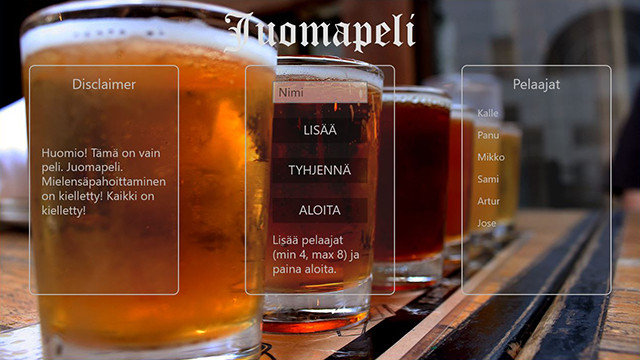 Juomapeli
Disclaimer
Huomio! Tämä on vain
peli. Juomapeli.
Mielensäpahoittaminen
on kielletty! Kaikki on
kielletty!
Nimi
LISÄÄ
TYHJENNÄ
ALOITA
Lisää pelaajat
(min 4, max 8) ja
paina aloita.
Pelaajat
Kalle
Panu
Mikko
Sami
Artur
Jose